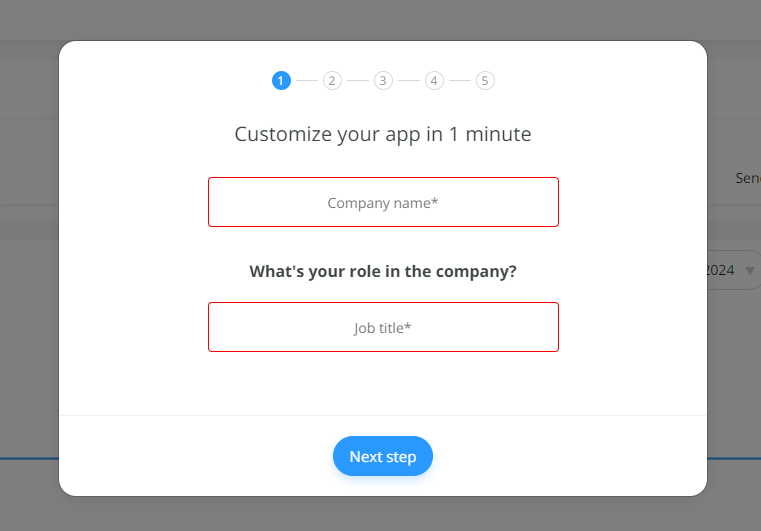 1 2 3 4 5
Customize your app in 1 minute
Company name*
What's your role in the company?
Job title*
Next step
2024